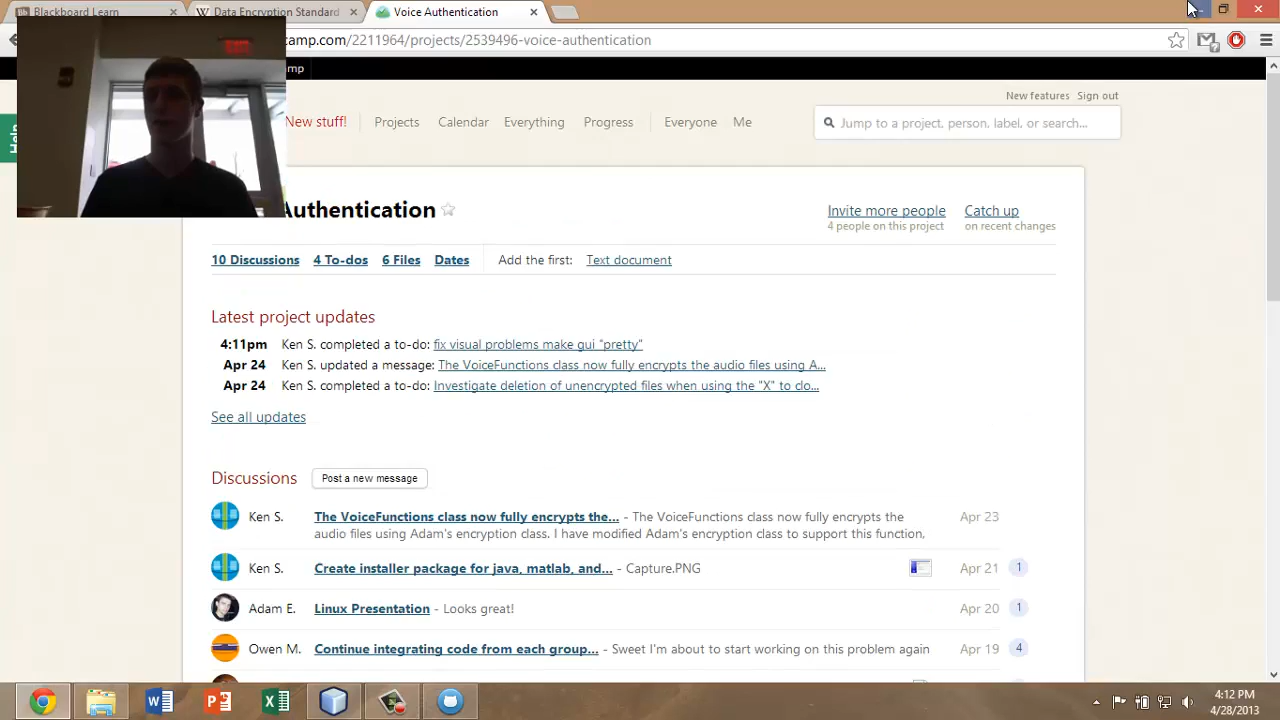 Blackboard Learn
Data Encryption Standard
Voice Authentication
camp.com/2211964/projects/2539496-voice-authentication
EXIT
mp
New features Sign out
New stuff! Projects Calendar Everything Progress Everyone Me
Jump to a project, person, label, or search...
Help
Authentication
Invite more people
4 people on this project
Catch up
on recent changes
10 Discussions 4 To-dos 6 Files Dates Add the first: Text document
Latest project updates
4:11pm Ken S. completed a to-do: fix visual problems make gui "pretty"
Apr 24 Ken S. updated a message: The VoiceFunctions class now fully encrypts the audio files using A...
Apr 24 Ken S. completed a to-do: Investigate deletion of unencrypted files when using the "X" to clo...
See all updates
Discussions Post a new message
Ken S. The VoiceFunctions class now fully encrypts the... - The VoiceFunctions class now fully encrypts the Apr 23
audio files using Adam's encryption class. I have modified Adam's encryption class to support this function,
Ken S. Create installer package for java, matlab, and... - Capture.PNG Apr 21 1
Adam E. Linux Presentation - Looks great! Apr 20 1
Owen M. Continue integrating code from each group... - Sweet I'm about to start working on this problem again Apr 19 4
4:12 PM
4/28/2013